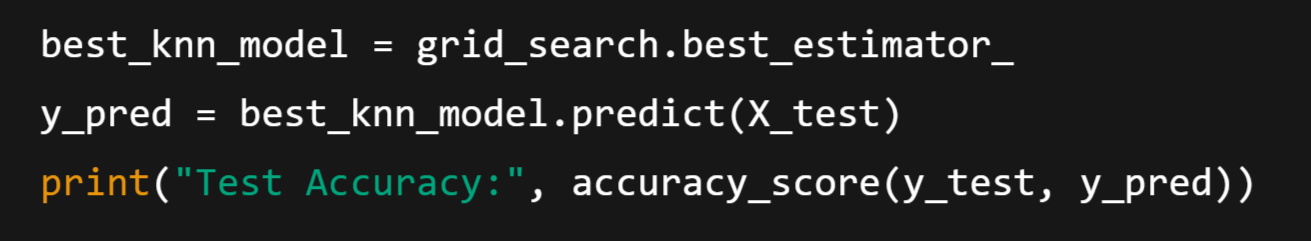 best_knn_model = grid_search.best_estimator_
y_pred = best_knn_model.predict(X_test)
print("Test Accuracy:", accuracy_score(y_test, y_pred))